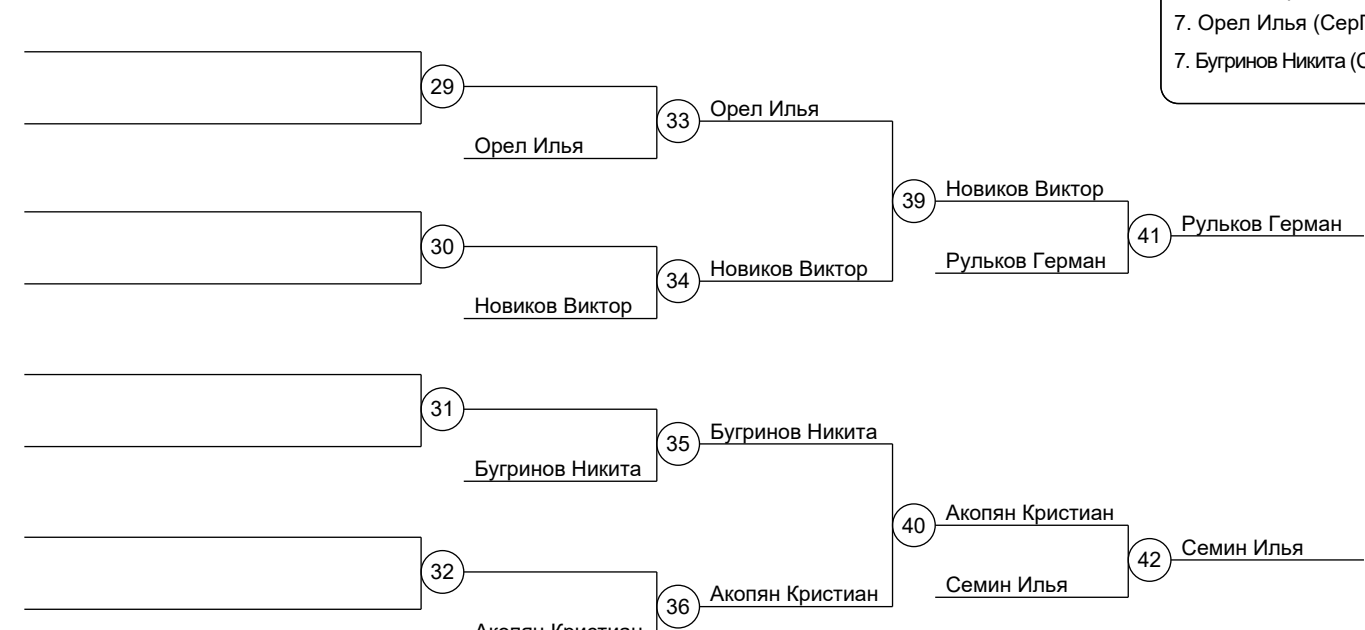 7. Орел Илья
7. Бугринов Никита
29
33
Орел Илья
Орел Илья
39
Новиков Виктор
41
Рульков Герман
30
34
Новиков Виктор
Новиков Виктор
Рульков Герман
31
35
Бугринов Никита
Бугринов Никита
40
Акопян Кристиан
42
Семин Илья
32
36
Акопян Кристиан
Семин Илья
Акопян Кристиан